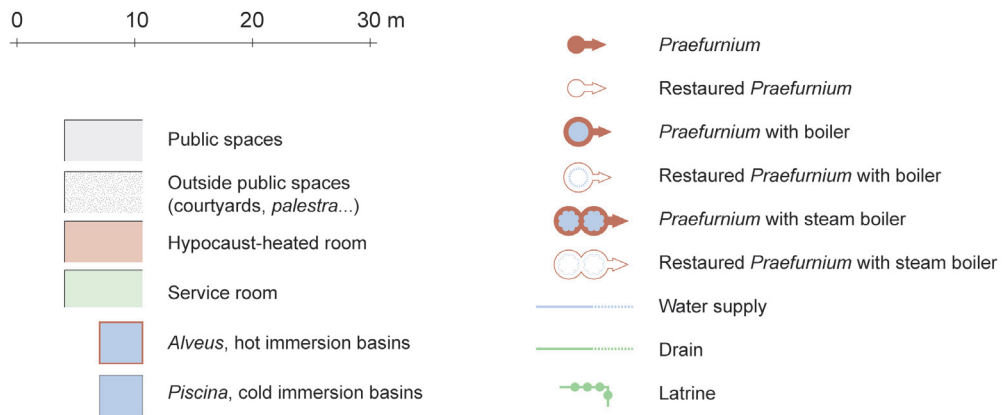 0 10 20 30 m
Public spaces
Outside public spaces
(courtyards, palestra...)
Hypocaust-heated room
Service room
Alveus, hot immersion basins
Piscina, cold immersion basins
Praefurnium
Restaured Praefurnium
Praefurnium with boiler
Restaured Praefurnium with boiler
Praefurnium with steam boiler
Restaured Praefurnium with steam boiler
Water supply
Drain
Latrine